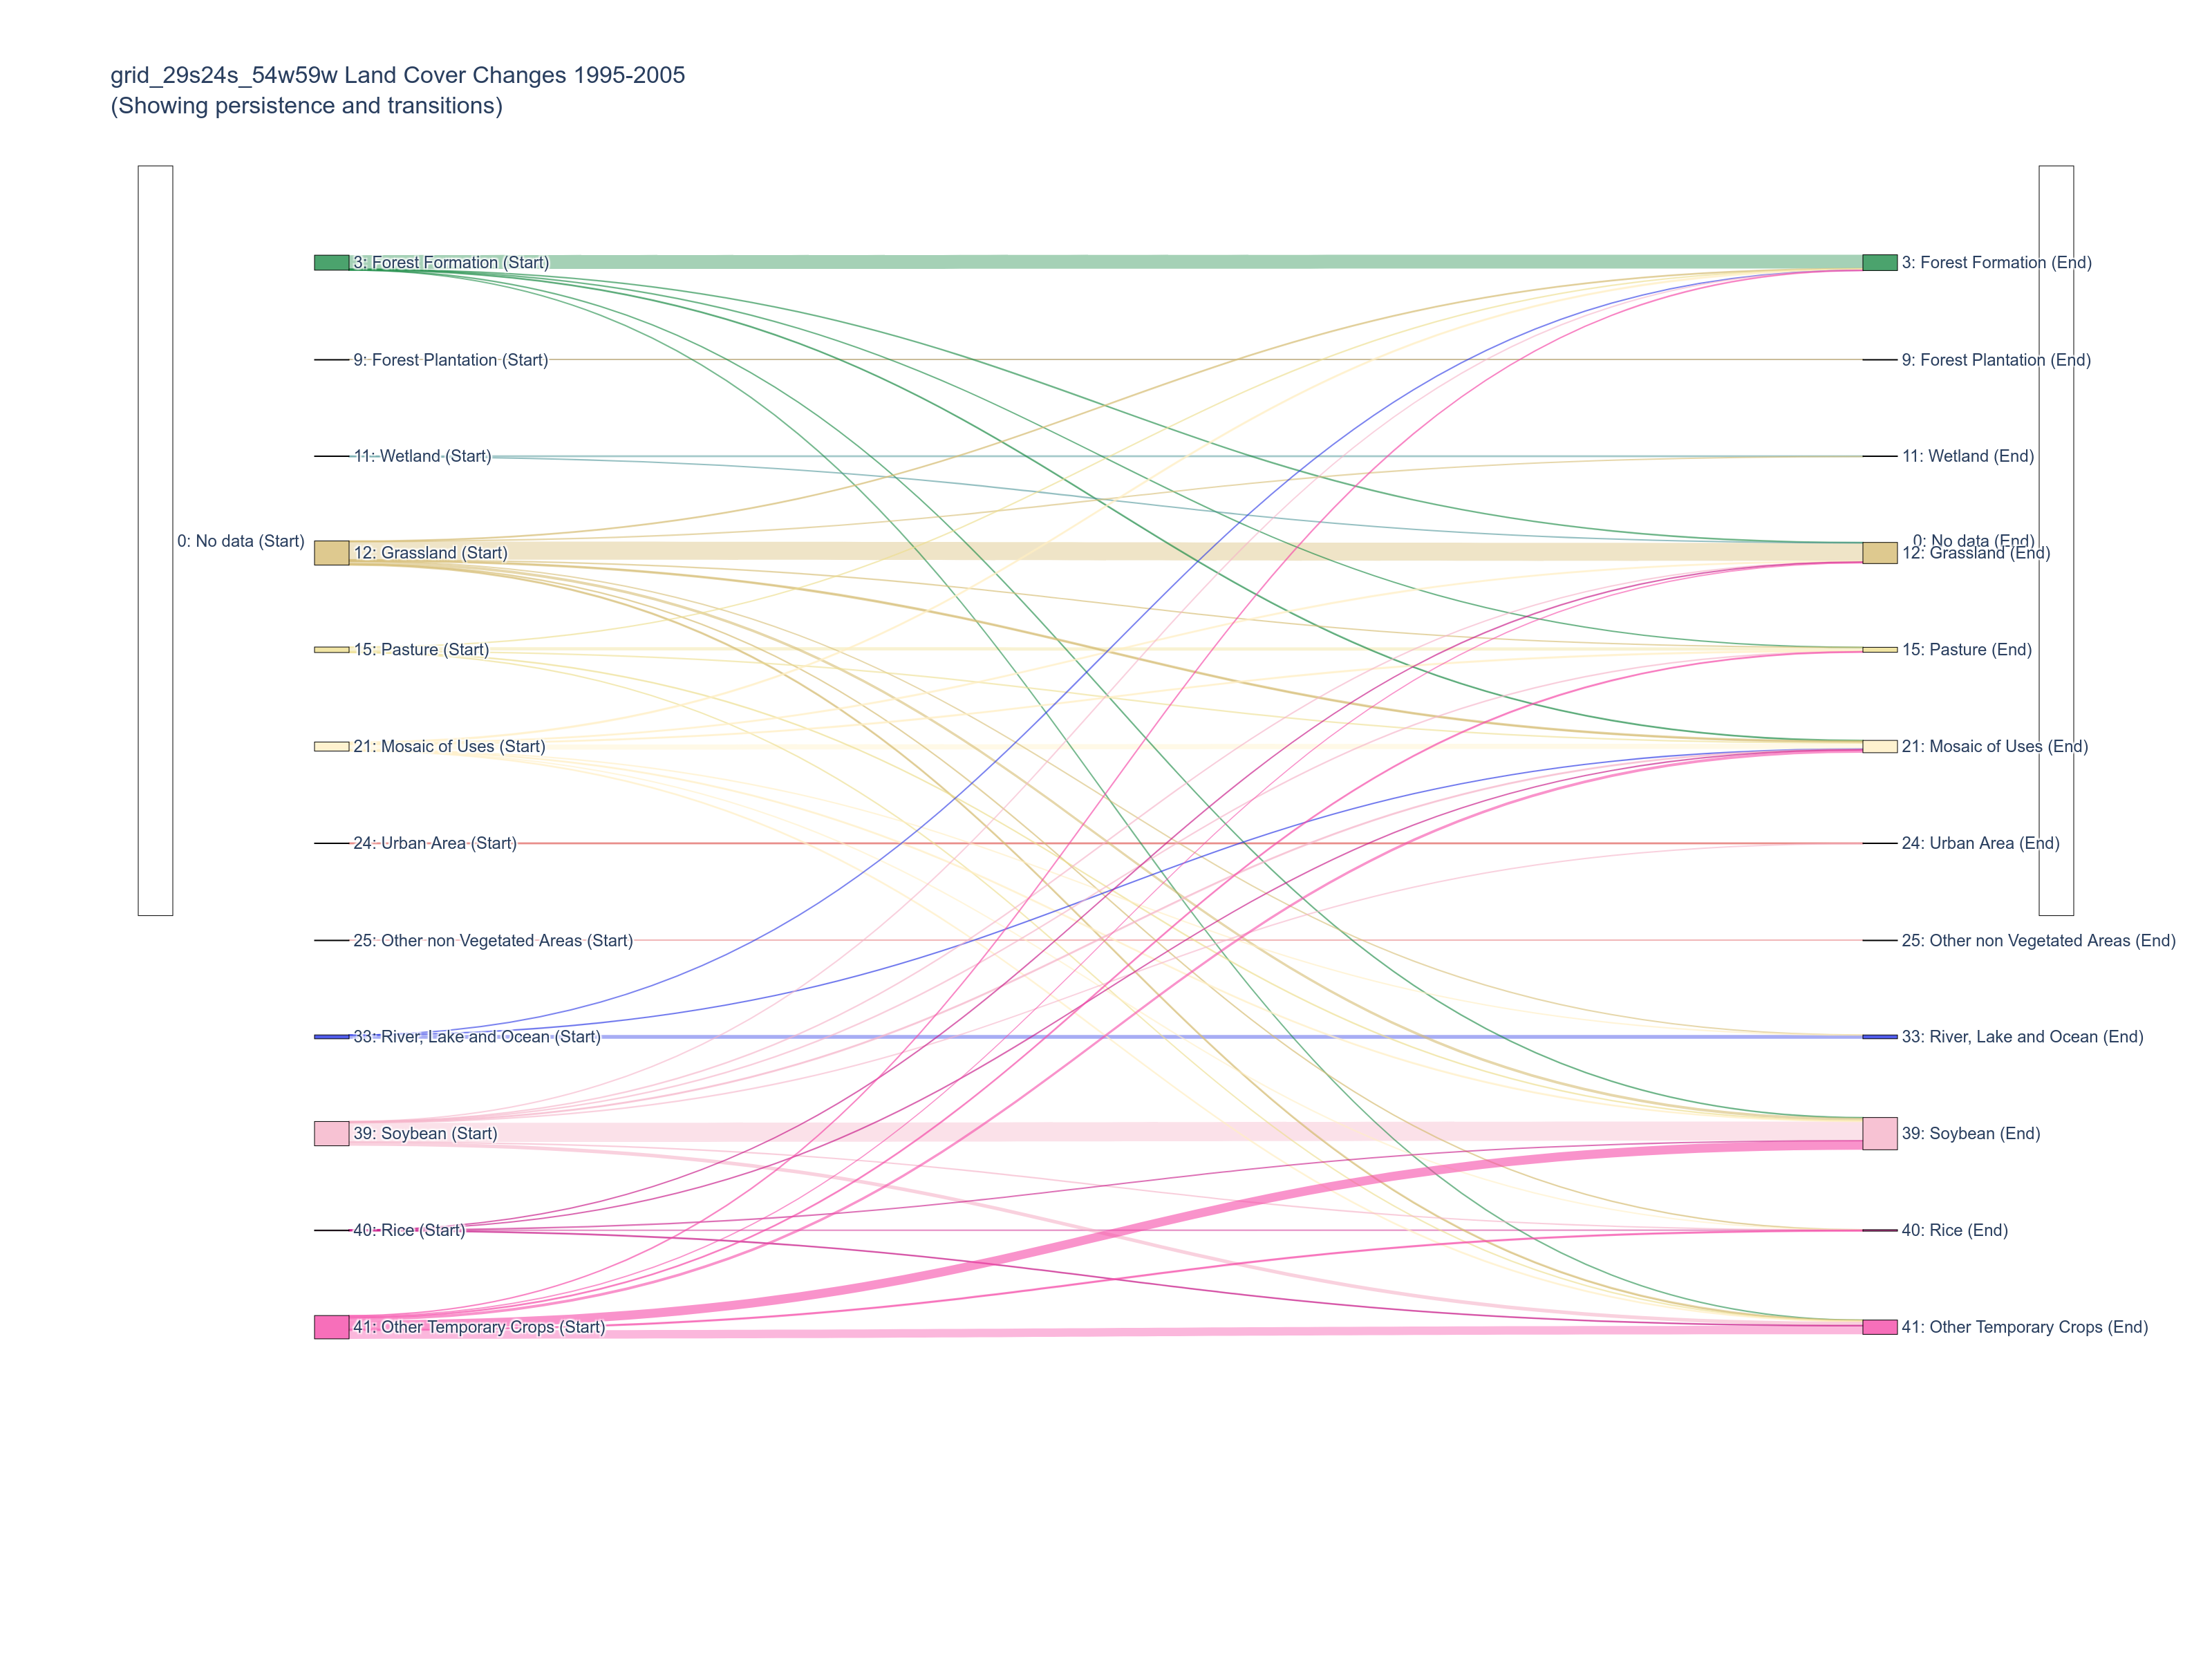 grid_29s24s_54w59w Land Cover Changes 1995-2005
(Showing persistence and transitions)
3: Forest Formation (Start)
3: Forest Formation (End)
9: Forest Plantation (Start)
9: Forest Plantation (End)
11: Wetland (Start)
11: Wetland (End)
0: No data (Start)
0: No data (End)
12: Grassland (Start)
12: Grassland (End)
15: Pasture (Start)
15: Pasture (End)
21: Mosaic of Uses (Start)
21: Mosaic of Uses (End)
24: Urban Area (Start)
24: Urban Area (End)
25: Other non Vegetated Areas (Start)
25: Other non Vegetated Areas (End)
33: River, Lake and Ocean (Start)
33: River, Lake and Ocean (End)
39: Soybean (Start)
39: Soybean (End)
40: Rice (Start)
40: Rice (End)
41: Other Temporary Crops (Start)
41: Other Temporary Crops (End)